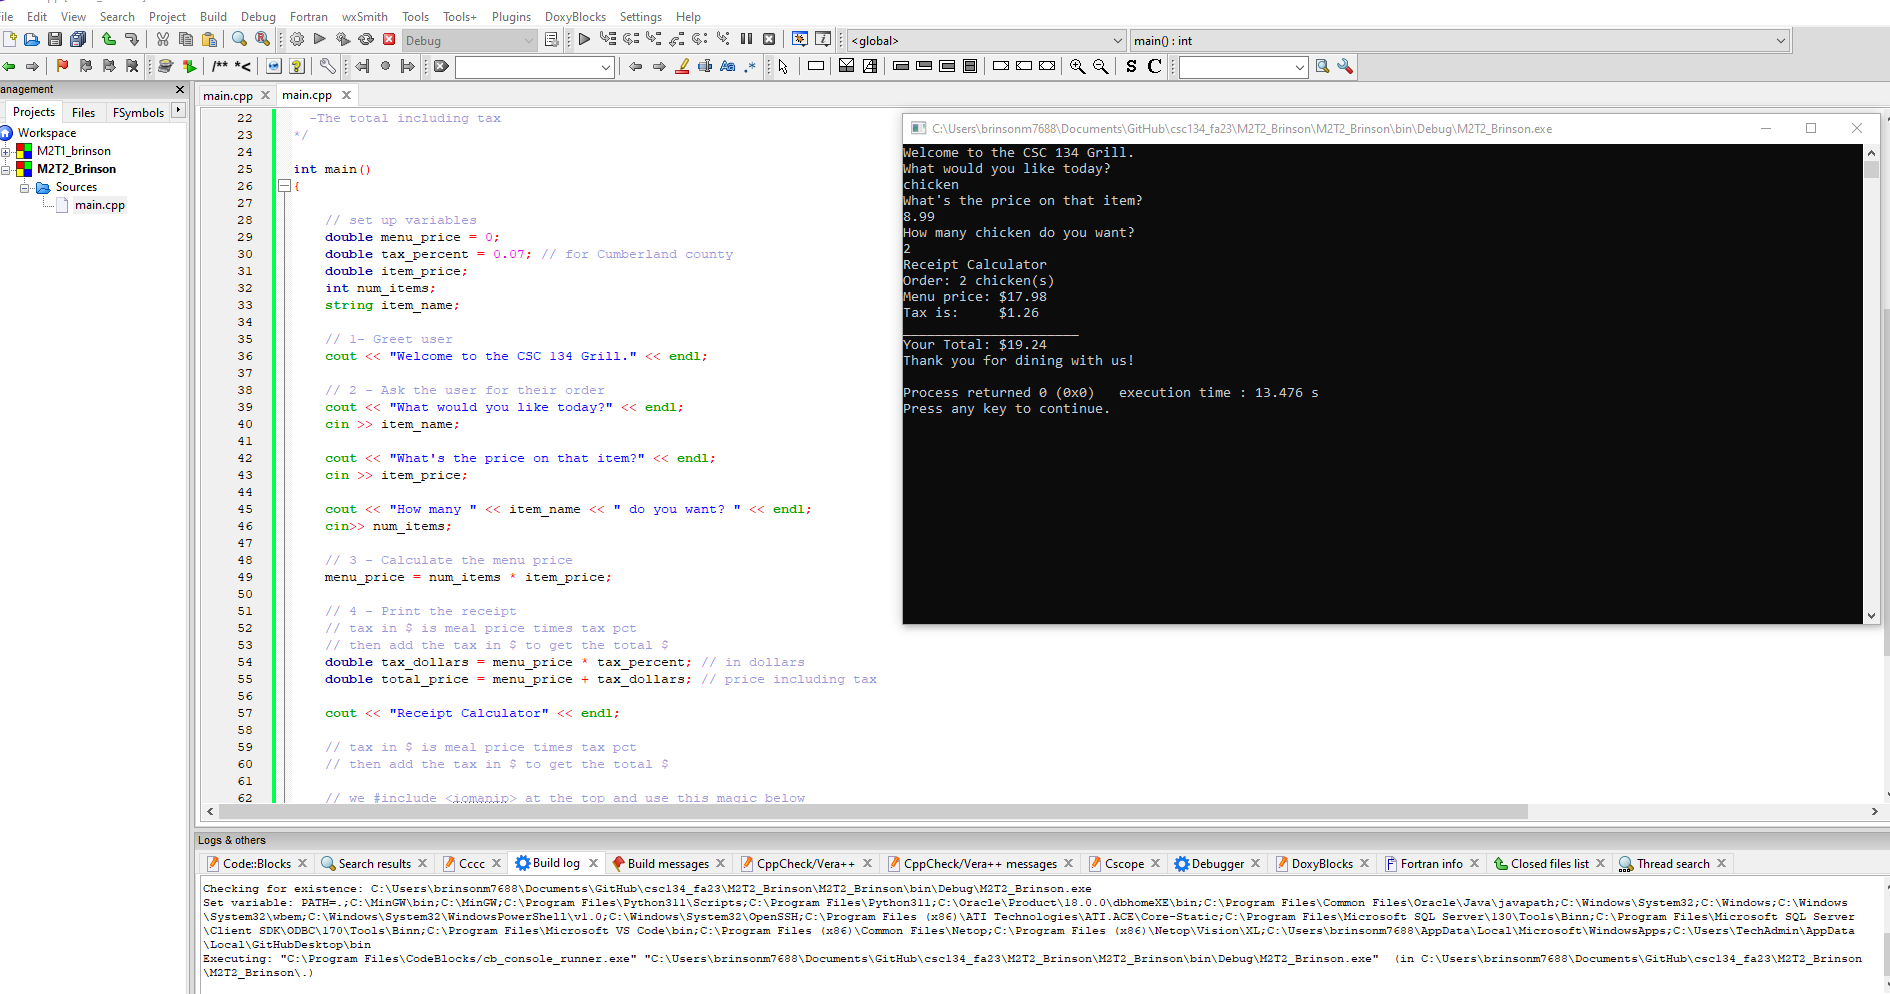 ile Edit View Search Project Build Debug Fortran wxSmith Tools Tools+ Plugins DoxyBlocks Settings Help
Debug <global> main() : int
/** *< S C
anagement
Projects Files FSymbols
Workspace
M2T1_brinson
M2T2_Brinson
Sources
main.cpp
main.cpp main.cpp
22 -The total including tax
23 */
24
25 int main()
26 {
27
28 // set up variables
29 double menu_price = 0;
30 double tax_percent = 0.07; // for Cumberland county
31 double item_price;
32 int num_items;
33 string item_name;
34
35 // 1- Greet user
36 cout << "Welcome to the CSC 134 Grill." << endl;
37
38 // 2 - Ask the user for their order
39 cout << "What would you like today?" << endl;
40 cin >> item_name;
41
42 cout << "What's the price on that item?" << endl;
43 cin >> item_price;
44
45 cout << "How many " << item_name << " do you want? " << endl;
46 cin>> num_items;
47
48 // 3 - Calculate the menu price
49 menu_price = num_items * item_price;
50
51 // 4 - Print the receipt
52 // tax in $ is meal price times tax pct
53 // then add the tax in $ to get the total $
54 double tax_dollars = menu_price * tax_percent; // in dollars
55 double total_price = menu_price + tax_dollars; // price including tax
56
57 cout << "Receipt Calculator" << endl;
58
59 // tax in $ is meal price times tax pct
60 // then add the tax in $ to get the total $
61
62 // we #include <iomanip> at the top and use this magic below
C:\Users\brinsonm7688\Documents\GitHub\csc134_fa23\M2T2_Brinson\M2T2_Brinson\bin\Debug\M2T2_Brinson.exe
Welcome to the CSC 134 Grill.
What would you like today?
chicken
What's the price on that item?
8.99
How many chicken do you want?
2
Receipt Calculator
Order: 2 chicken(s)
Menu price: $17.98
Tax is: $1.26
______________________
Your Total: $19.24
Thank you for dining with us!
Process returned 0 (0x0) execution time : 13.476 s
Press any key to continue.
Logs & others
Code::Blocks Search results Cccc Build log Build messages CppCheck/Vera++ CppCheck/Vera++ messages Cscope Debugger DoxyBlocks Fortran info Closed files list Thread search
Checking for existence: C:\Users\brinsonm7688\Documents\GitHub\csc134_fa23\M2T2_Brinson\M2T2_Brinson\bin\Debug\M2T2_Brinson.exe
Set variable: PATH=.;C:\MinGW\bin;C:\MinGW;C:\Program Files\Python311\Scripts;C:\Program Files\Python311;C:\Oracle\Product\18.0.0\dbhomeXE\bin;C:\Program Files\Common Files\Oracle\Java\javapath;C:\Windows\System32;C:\Windows;C:\Windows
\System32\wbem;C:\Windows\System32\WindowsPowerShell\v1.0;C:\Windows\System32\OpenSSH;C:\Program Files (x86)\ATI Technologies\ATI.ACE\Core-Static;C:\Program Files\Microsoft SQL Server\130\Tools\Binn;C:\Program Files\Microsoft SQL Server
\Client SDK\ODBC\170\Tools\Binn;C:\Program Files\Microsoft VS Code\bin;C:\Program Files (x86)\Common Files\Netop;C:\Program Files (x86)\Netop\Vision\XL;C:\Users\brinsonm7688\AppData\Local\Microsoft\WindowsApps;C:\Users\TechAdmin\AppData
\Local\GitHubDesktop\bin
Executing: "C:\Program Files\CodeBlocks/cb_console_runner.exe" "C:\Users\brinsonm7688\Documents\GitHub\csc134_fa23\M2T2_Brinson\M2T2_Brinson\bin\Debug\M2T2_Brinson.exe" (in C:\Users\brinsonm7688\Documents\GitHub\csc134_fa23\M2T2_Brinson
\M2T2_Brinson\.)